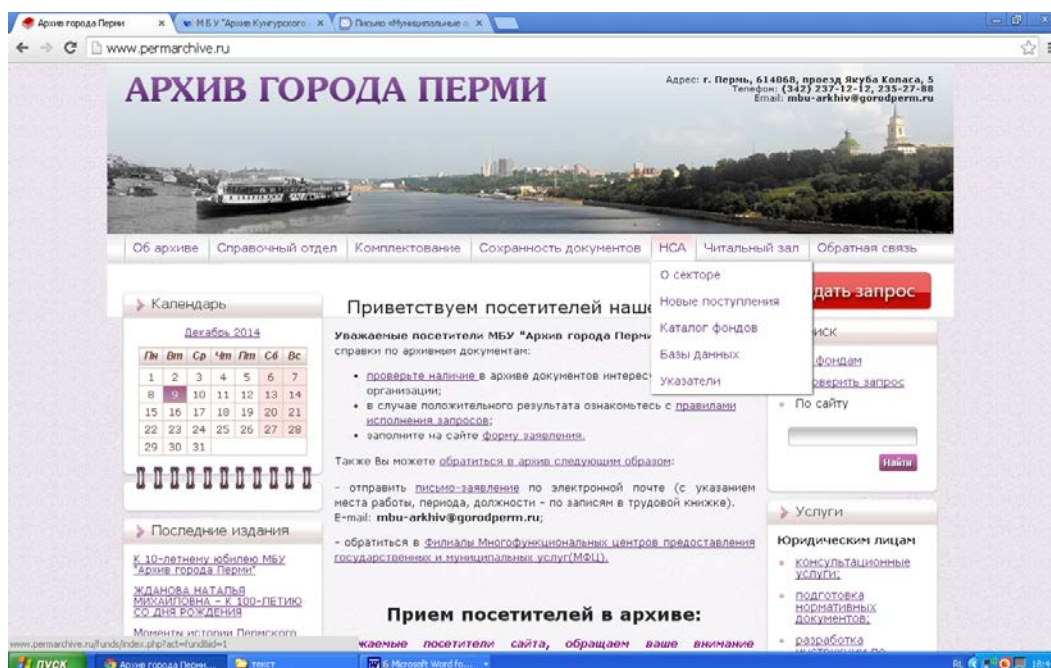 Архив города Перми
М Б У "Архив Кунгурского
Письмо «Муниципальные
www.permarchive.ru
АРХИВ ГОРОДА ПЕРМИ
Адрес: г. Пермь, 614068, проезд Якуба Коласа, 5
Телефон: (342) 237-12-12, 235-27-88
Email: mbu-arkhiv@gorodperm.ru
Об архиве Справочный отдел Комплектование Сохранность документов НСА Читальный зал Обратная связь
О секторе
Новые поступления
Каталог фондов
Базы данных
Указатели
дать запрос
Календарь
Декабрь 2014
Пн Вт Ср Чт Пт Сб Вс
1 2 3 4 5 6 7
8 9 10 11 12 13 14
15 16 17 18 19 20 21
22 23 24 25 26 27 28
29 30 31
Последние издания
К 10-летнему юбилею МБУ
"Архив города Перми"
ЖДАНОВА НАТАЛЬЯ
МИХАИЛОВНА - К 100-ЛЕТИЮ
СО ДНЯ РОЖДЕНИЯ
Моменты истории Пермского
Приветствуем посетителей наше
Уважаемые посетители МБУ "Архив города Перми
справки по архивным документам:
• проверьте наличие в архиве документов интерес
организации;
• в случае положительного результата ознакомьтесь с правилами
исполнения запросов;
• заполните на сайте форму заявления.
Также Вы можете обратиться в архив следующим образом:
- отправить письмо-заявление по электронной почте (с указанием
места работы, периода, должности - по записям в трудовой книжке).
E-mail: mbu-arkhiv@gorodperm.ru;
- обратиться в Филиалы Многофункциональных центров предоставления
государственных и муниципальных услуг(МФЦ).
Прием посетителей в архиве:
жаемые посетители сайта, обращаем ваше внимание
иск
фондам
оверить запрос
По сайту
Найти
Услуги
Юридическим лицам
консультационные
услуги;
подготовка
нормативных
документов;
разработка
инструкции по
www.permarchive.ru/funds/index.php?act=fund&id=1
пуск
Архив города Перми...
текст
6 Microsoft Word fo...
RL